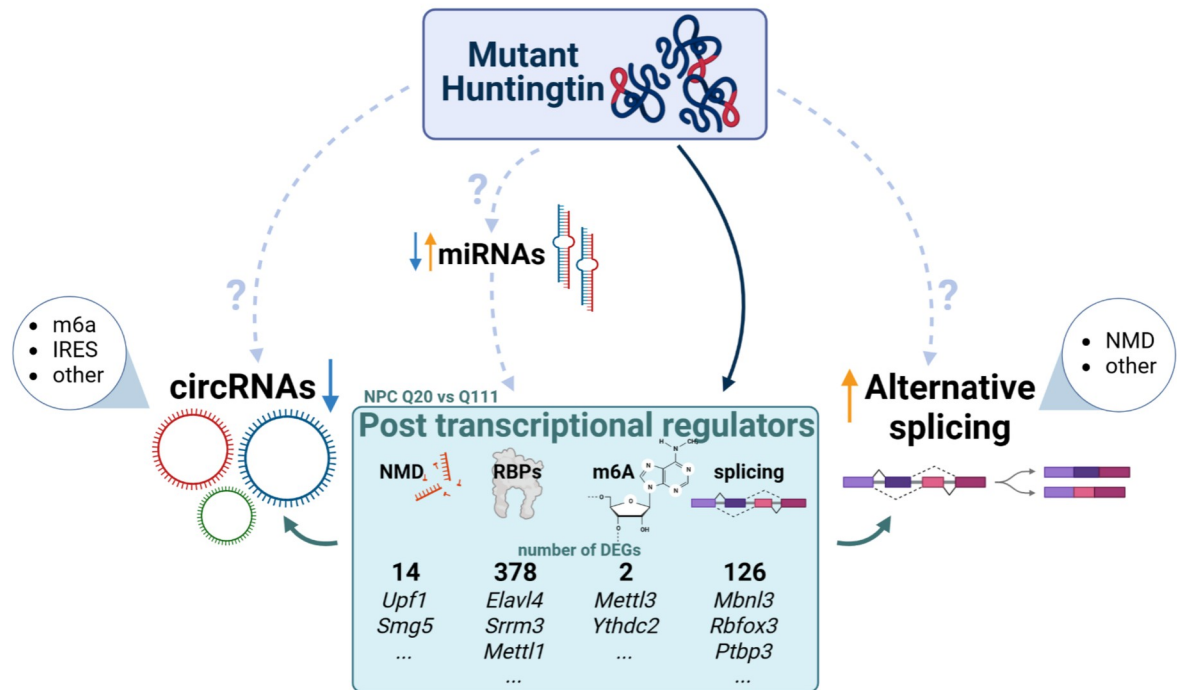 Mutant
Huntingtin
?
miRNAs
?
?
• m6a
• IRES
• other
• NMD
• other
circRNAs
Alternative
splicing
NPC Q20 vs Q111
Post transcriptional regulators
NMD
RBPs
m6A
splicing
H
N
CH3
N
N
N
N
O
O
O
OH
number of DEGs
14
378
2
126
Upf1
Elavl4
Mettl3
Mbnl3
Smg5
Srrm3
Ythdc2
Rbfox3
...
Mettl1
...
Ptbp3
...
...